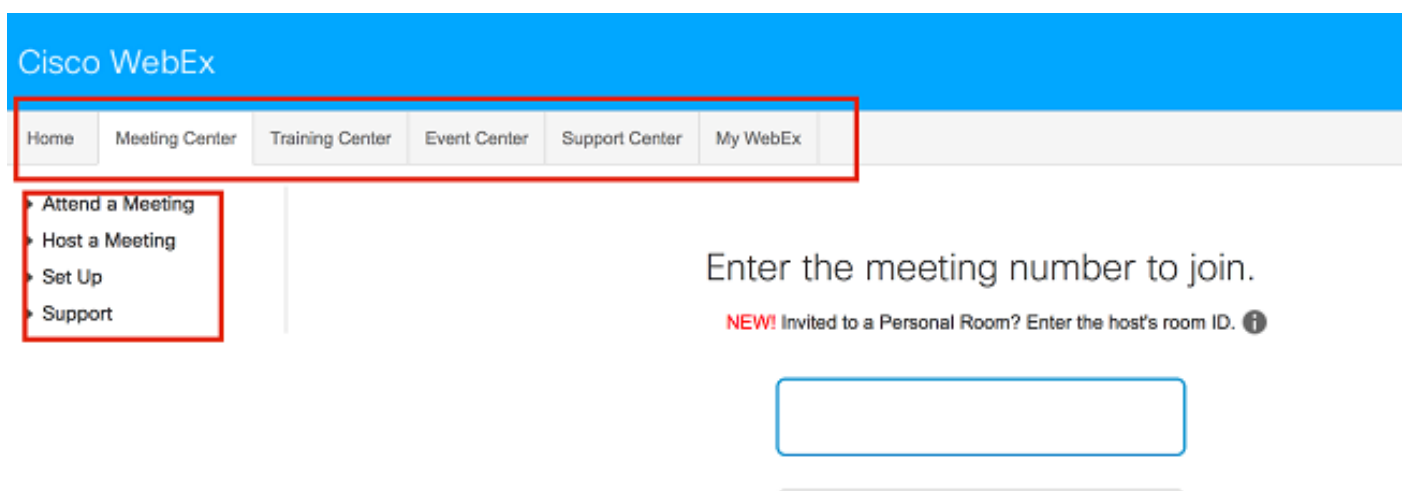 Cisco WebEx
Home Meeting Center Training Center Event Center Support Center My WebEx
Attend a Meeting
Host a Meeting
Set Up
Support
Enter the meeting number to join.
NEW! Invited to a Personal Room? Enter the host's room ID.